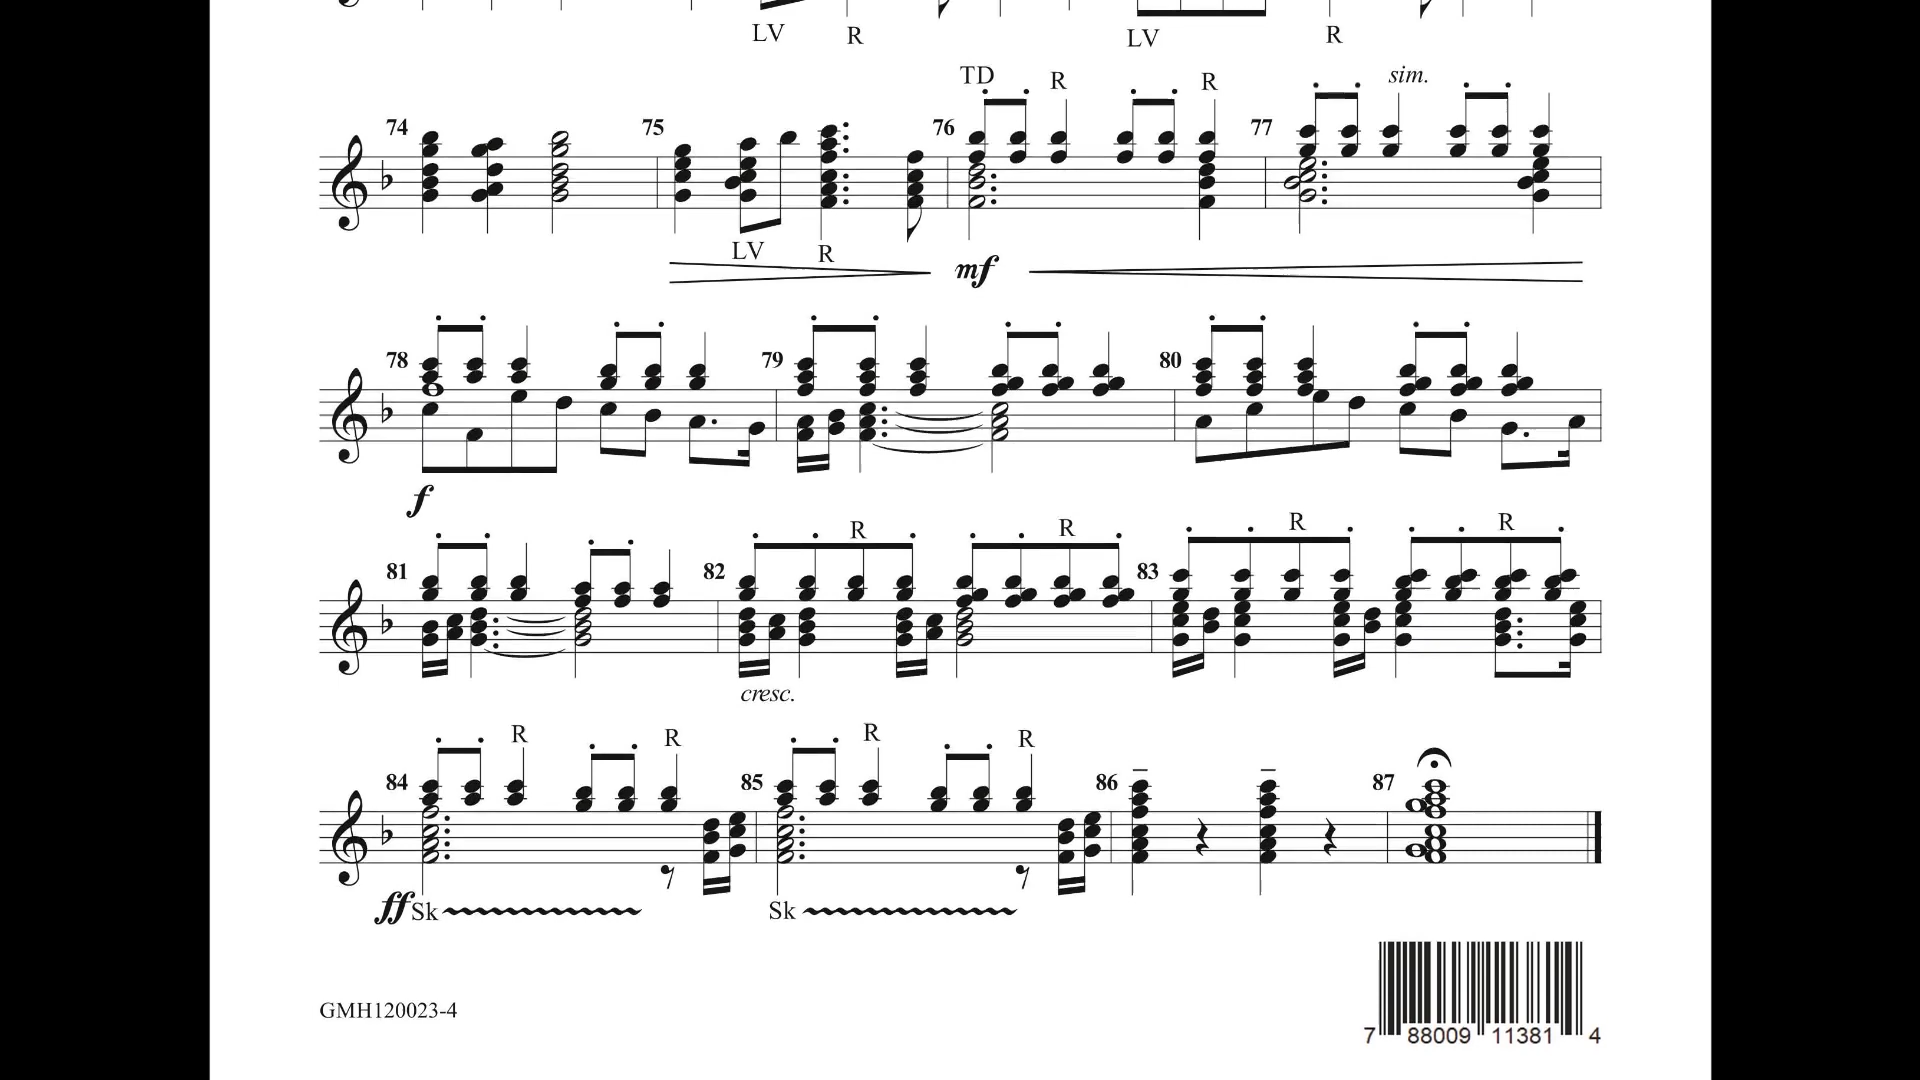 LV R LV R
TD R R sim.
74 75 76 77
LV R
mf
78 79 80
f
R R R R
81 82 83
cresc.
R R R R
84 85 86 87
ff Sk Sk
GMH120023-4
7 88009 11381 4